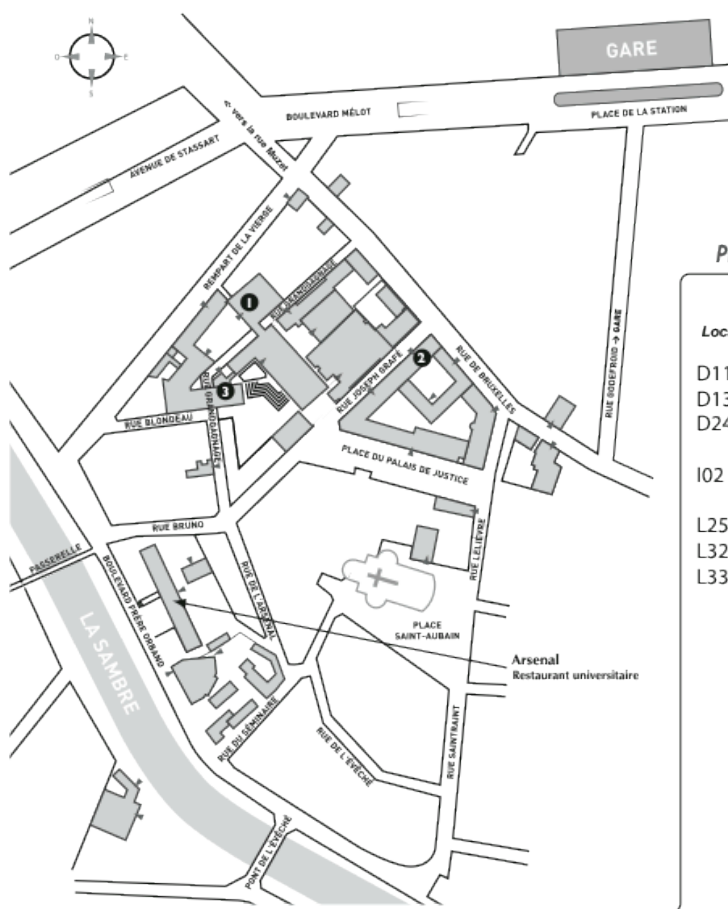 N
O
E
S
GARE
BOULEVARD MÉLOT
PLACE DE LA STATION
vers la rue Muzet
AVENUE DE STASSART
REMPART DE LA VIERGE
RUE GRANDGAGNAGE
1
2
3
RUE JOSEPH GRAFÉ
RUE DE BRUXELLES
RUE GODEFROID → GARE
RUE GRANDGAGNAGE
RUE BLONDEAU
PLACE DU PALAIS DE JUSTICE
RUE BRUNO
RUE LELIÈVRE
PASSERELLE
BOULEVARD FRÈRE ORBAND
RUE DE L'ARSENAL
LA SAMBRE
PLACE
SAINT-AUBAIN
Arsenal
Restaurant universitaire
RUE DU SÉMINAIRE
RUE DE L'ÉVÊCHÉ
RUE SAINTRAINT
PONT DE L'ÉVÊCHÉ
P
Loc
D11
D13
D24
I02
L25
L32
L33